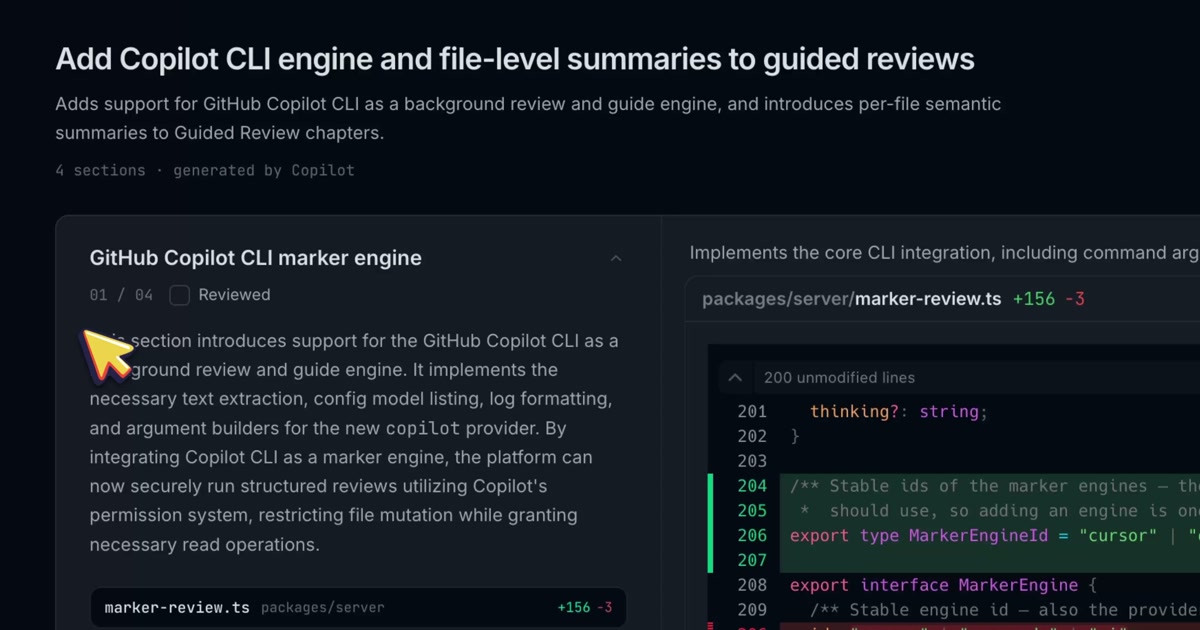 Add Copilot CLI engine and file-level summaries to guided reviews
Adds support for GitHub Copilot CLI as a background review and guide engine, and introduces per-file semantic
summaries to Guided Review chapters.
4 sections · generated by Copilot
GitHub Copilot CLI marker engine
01 / 04 Reviewed
section introduces support for the GitHub Copilot CLI as a
ground review and guide engine. It implements the
necessary text extraction, config model listing, log formatting,
and argument builders for the new copilot provider. By
integrating Copilot CLI as a marker engine, the platform can
now securely run structured reviews utilizing Copilot's
permission system, restricting file mutation while granting
necessary read operations.
marker-review.ts packages/server +156 -3
Implements the core CLI integration, including command arg
packages/server/marker-review.ts +156 -3
200 unmodified lines
201 thinking?: string;
202 }
203
204 /** Stable ids of the marker engines — the
205 * should use, so adding an engine is one
206 export type MarkerEngineId = "cursor" | "
207
208 export interface MarkerEngine {
209 /** Stable engine id — also the provide